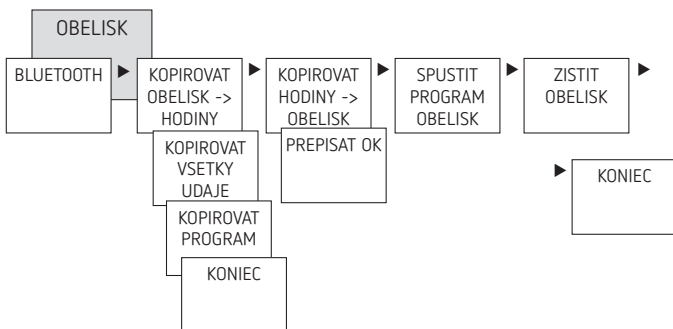 OBELISK
BLUETOOTH
KOPIROVAT
OBELISK ->
HODINY
KOPIROVAT
VSETKY
UDAJE
KOPIROVAT
PROGRAM
KONIEC
KOPIROVAT
HODINY ->
OBELISK
PREPISAT OK
SPUSTIT
PROGRAM
OBELISK
ZISTIT
OBELISK
KONIEC